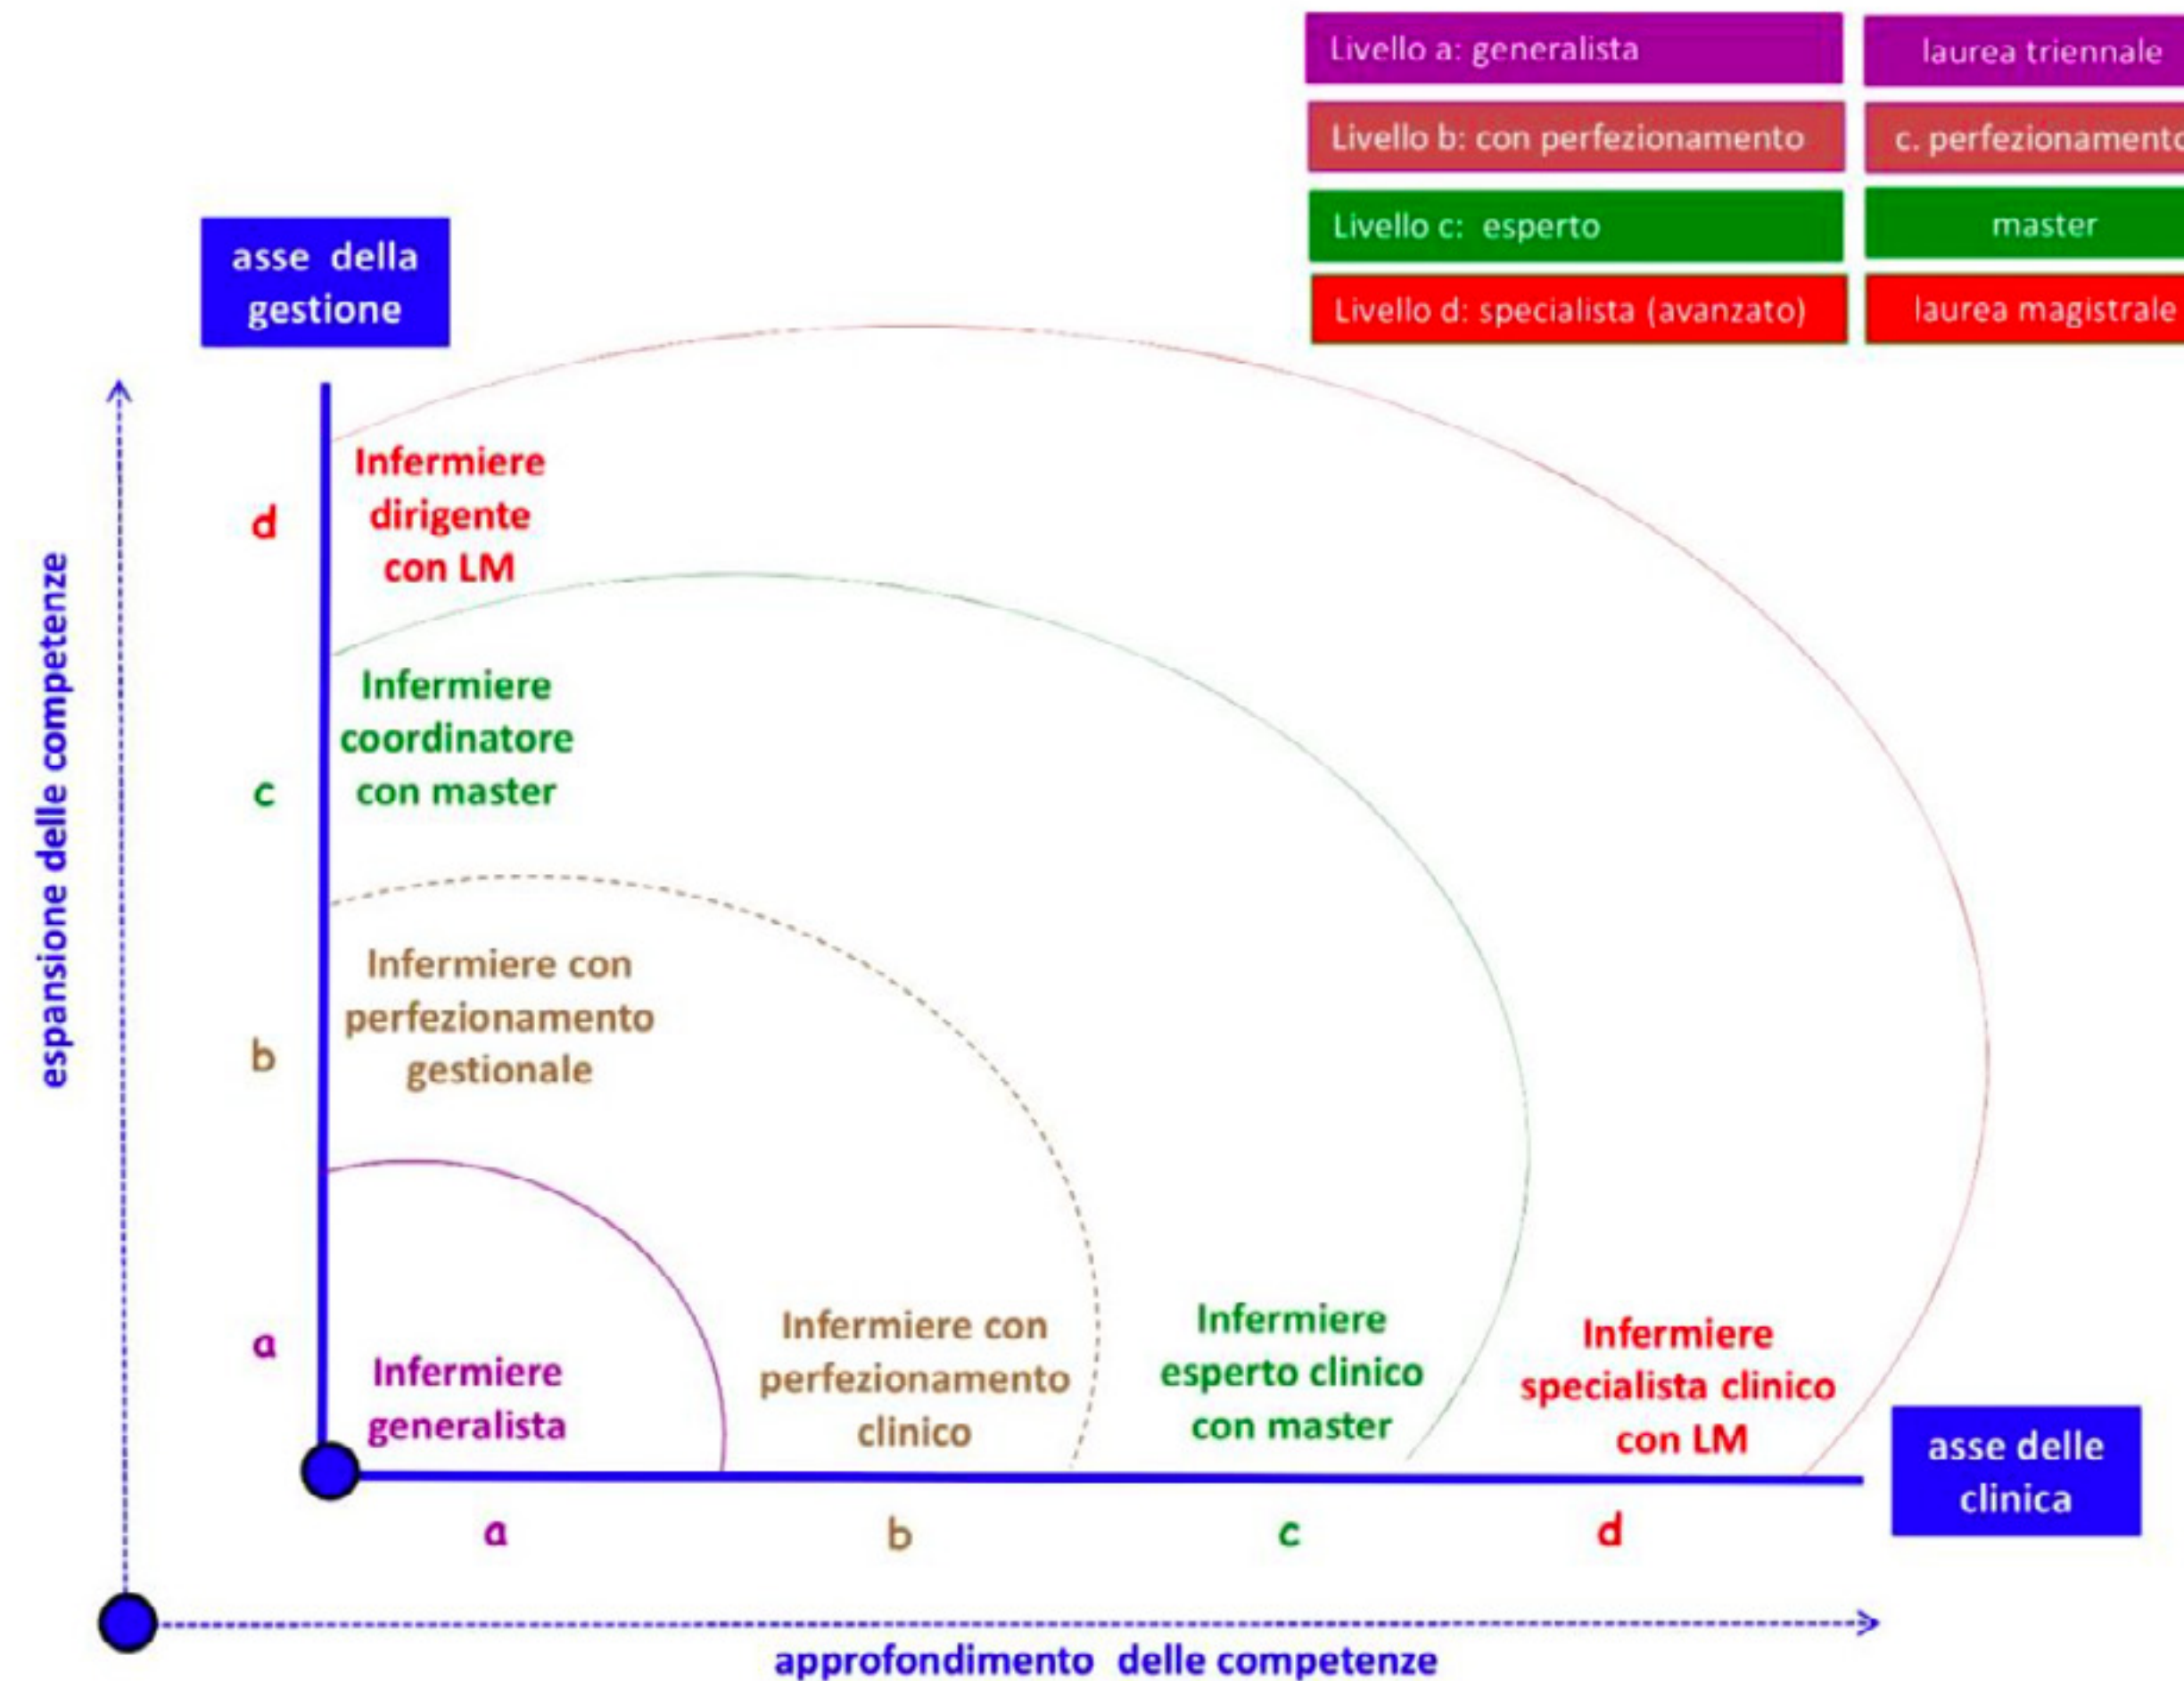 Livello a: generalista
laurea triennale
Livello b: con perfezionamento
c. perfezionamento
Livello c: esperto
master
Livello d: specialista (avanzato)
laurea magistrale
asse della
gestione
espansione delle competenze
d
Infermiere
dirigente
con LM
c
Infermiere
coordinatore
con master
b
Infermiere con
perfezionamento
gestionale
a
Infermiere
generalista
Infermiere con
perfezionamento
clinico
Infermiere
esperto clinico
con master
Infermiere
specialista clinico
con LM
asse delle
clinica
a
b
c
d
approfondimento delle competenze